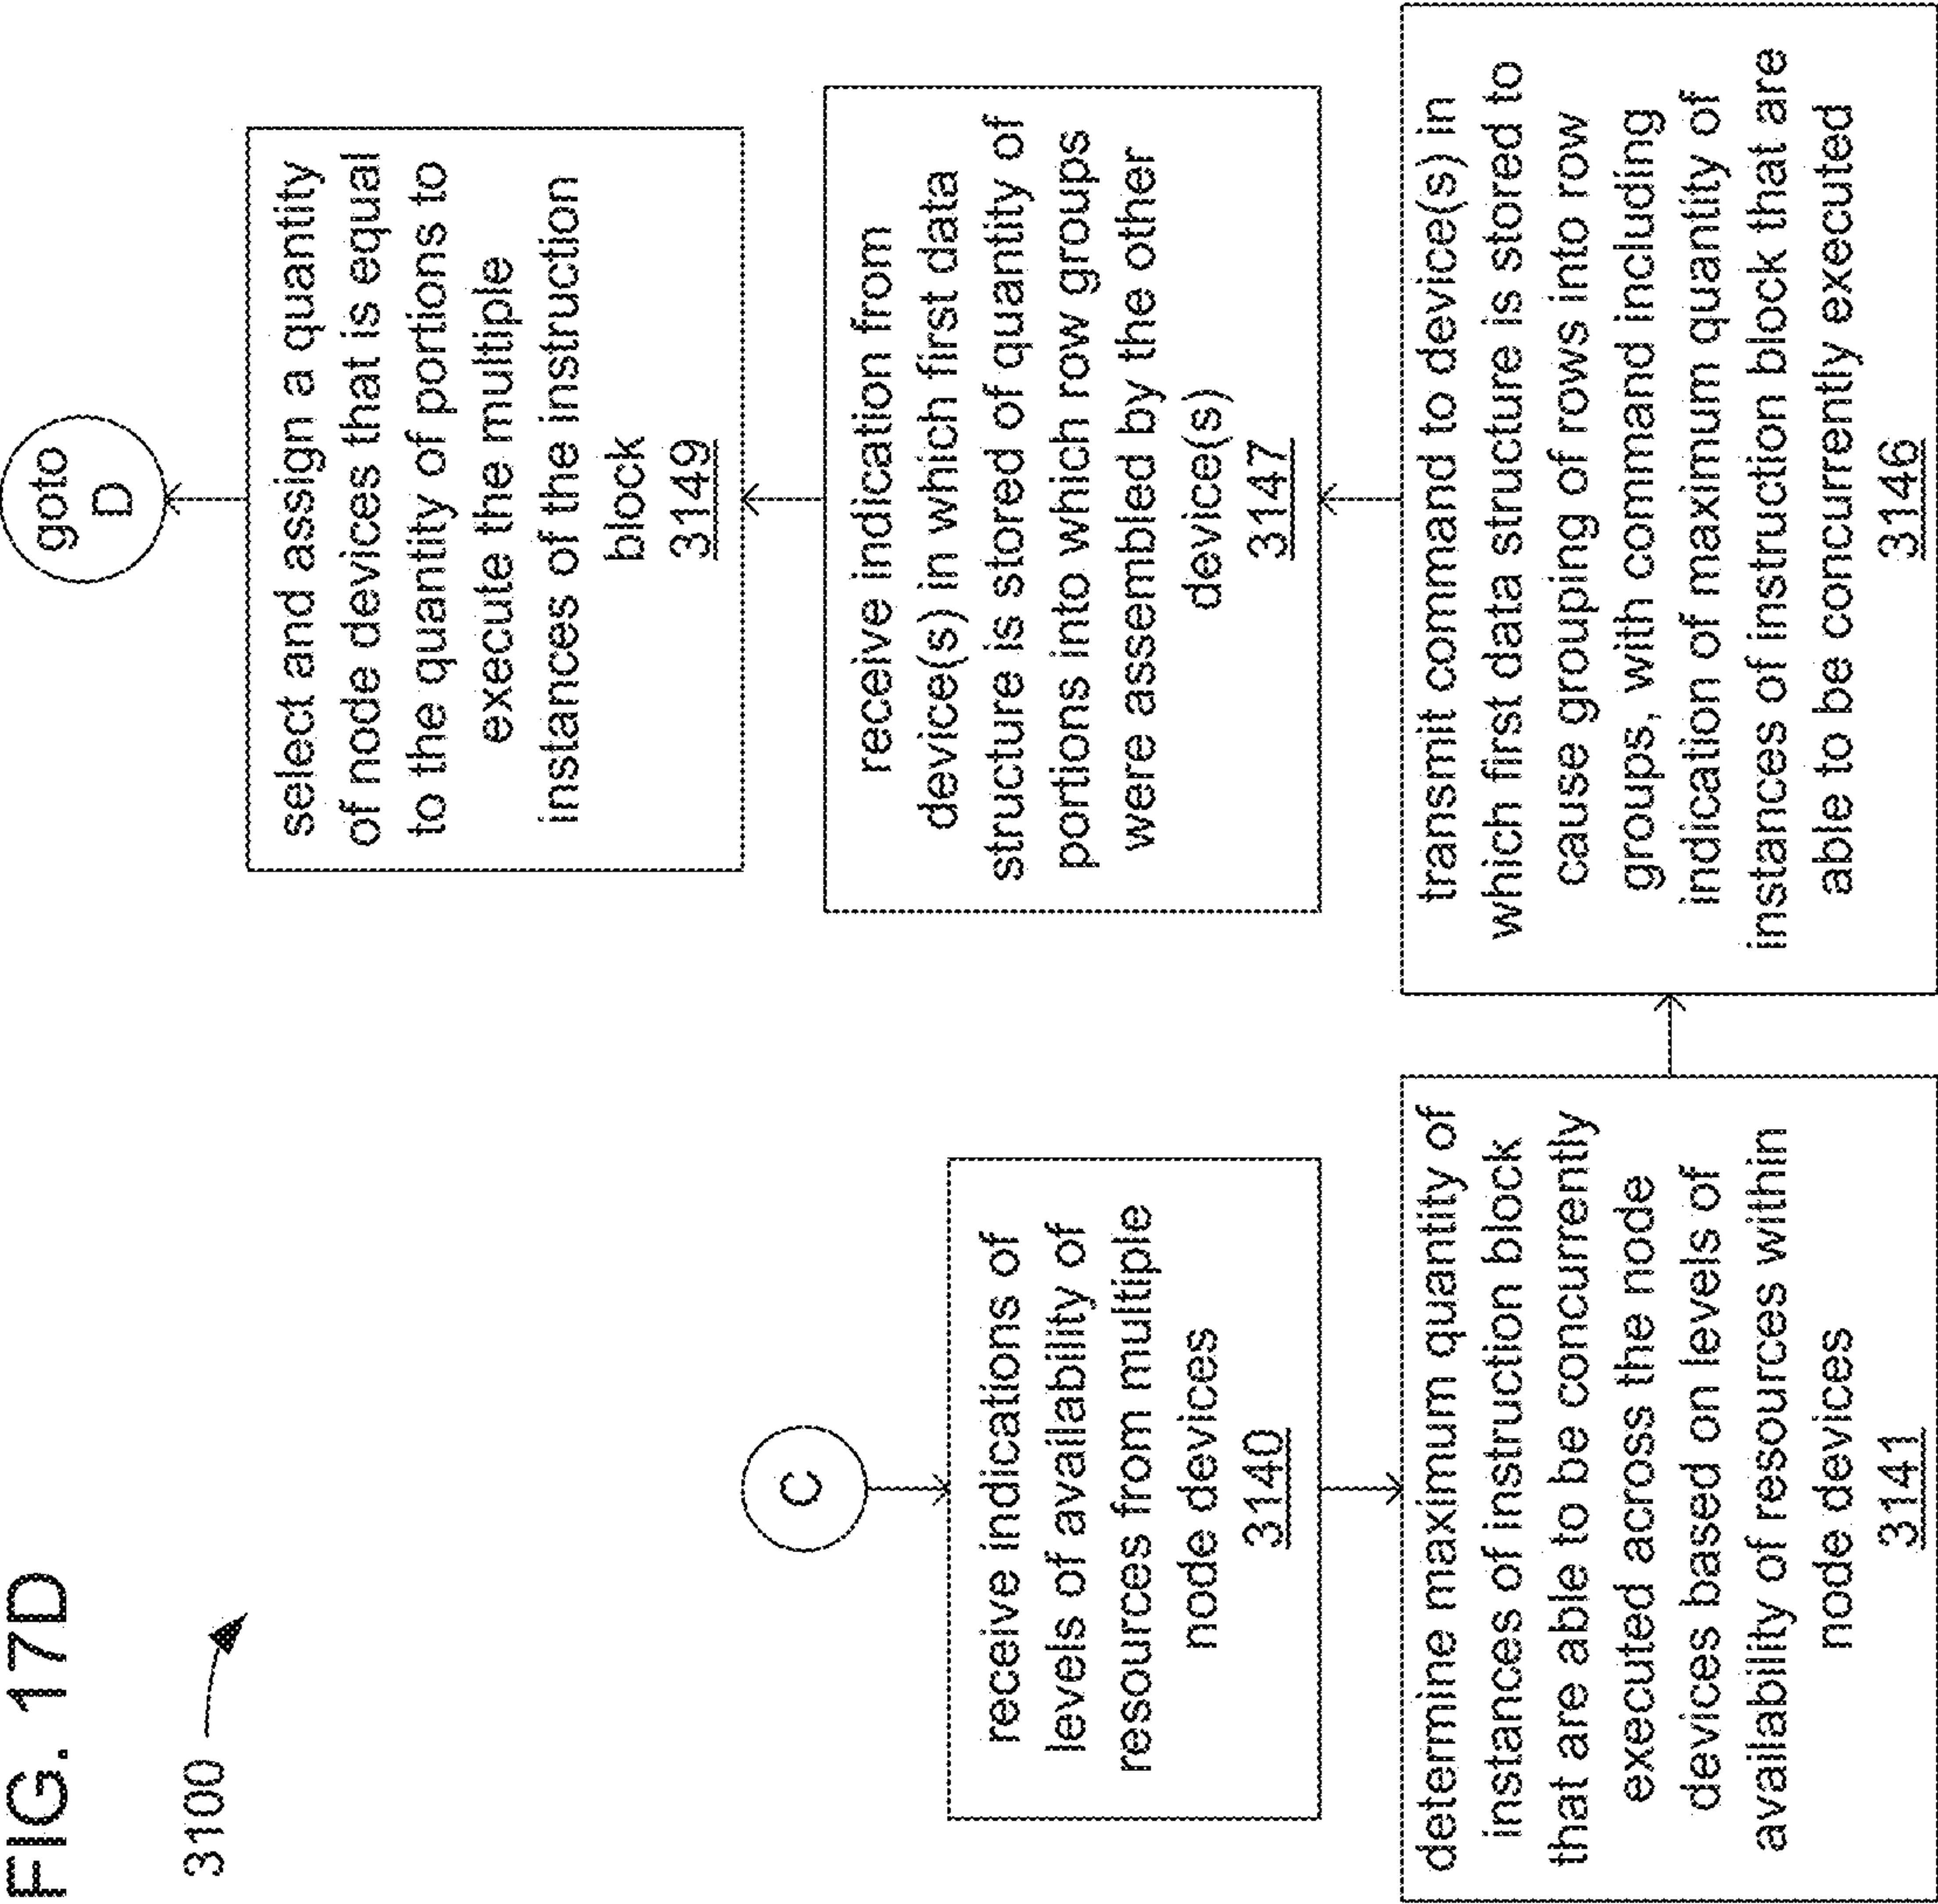 FIG. 17D
3100
C
receive indications of
levels of availability of
resources from multiple
node devices
3140
determine maximum quantity of
instances of instruction block
that are able to be concurrently
executed across the node
devices based on levels of
availability of resources within
node devices
3141
transmit command to device(s) in
which first data structure is stored to
cause grouping of rows into row
groups, with command including
indication of maximum quantity of
instances of instruction block that are
able to be concurrently executed
3146
receive indication from
device(s) in which first data
structure is stored of quantity of
portions into which row groups
were assembled by the other
device(s)
3147
select and assign a quantity
of node devices that is equal
to the quantity of portions to
execute the multiple
instances of the instruction
block
3149
goto
D